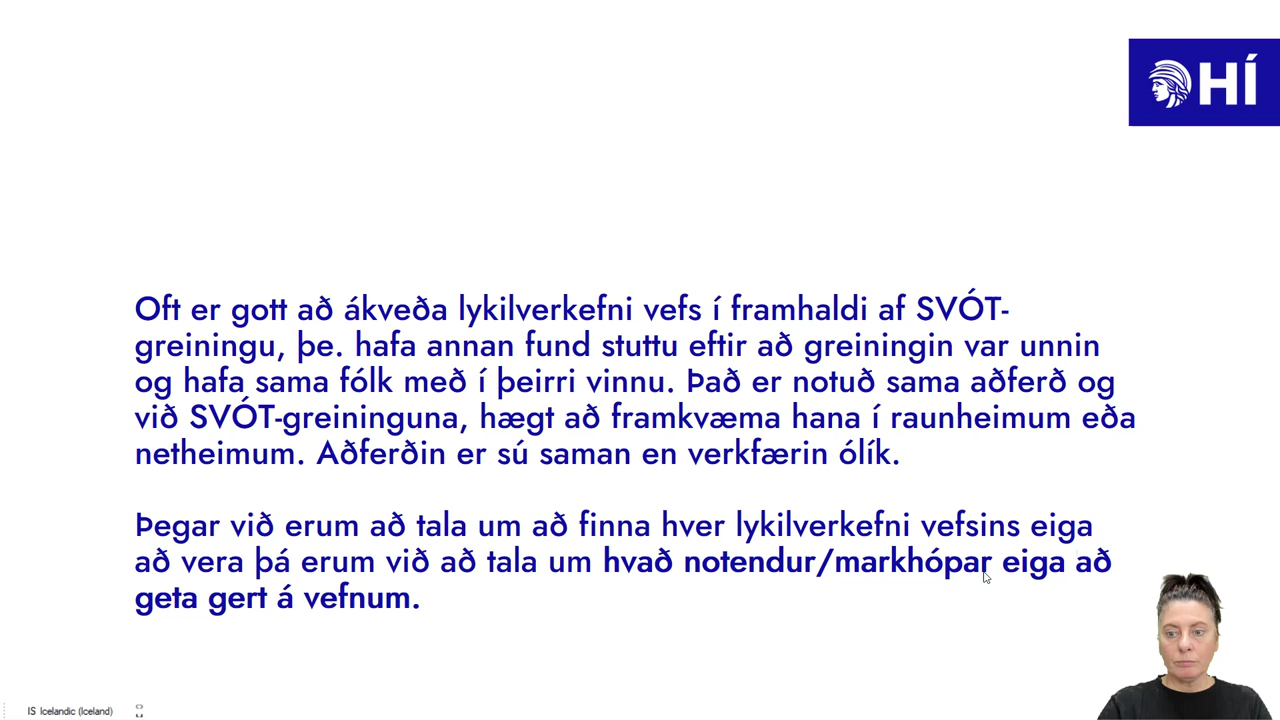 HÍ
Oft er gott að ákveða lykilverkefni vefs í framhaldi af SVÓT-
greiningu, þe. hafa annan fund stuttu eftir að greiningin var unnin
og hafa sama fólk með í þeirri vinnu. Það er notuð sama aðferð og
við SVÓT-greininguna, hægt að framkvæma hana í raunheimum eða
netheimum. Aðferðin er sú saman en verkfærin ólík.
Þegar við erum að tala um að finna hver lykilverkefni vefsins eiga
að vera þá erum við að tala um hvað notendur/markhópar eiga að
geta gert á vefnum.
IS Icelandic (Iceland)